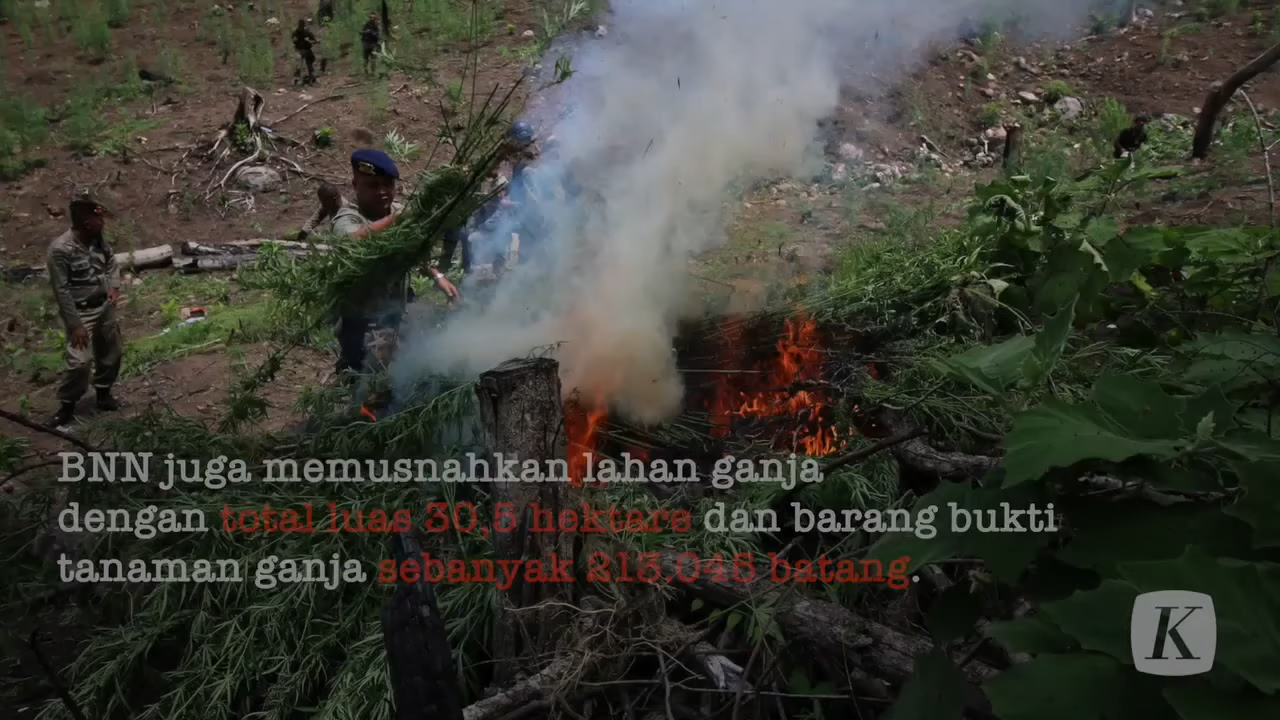 BNN juga memusnahkan lahan ganja
dengan total luas 30,5 hektare dan barang bukti
tanaman ganja sebanyak 215.045 batang.
K